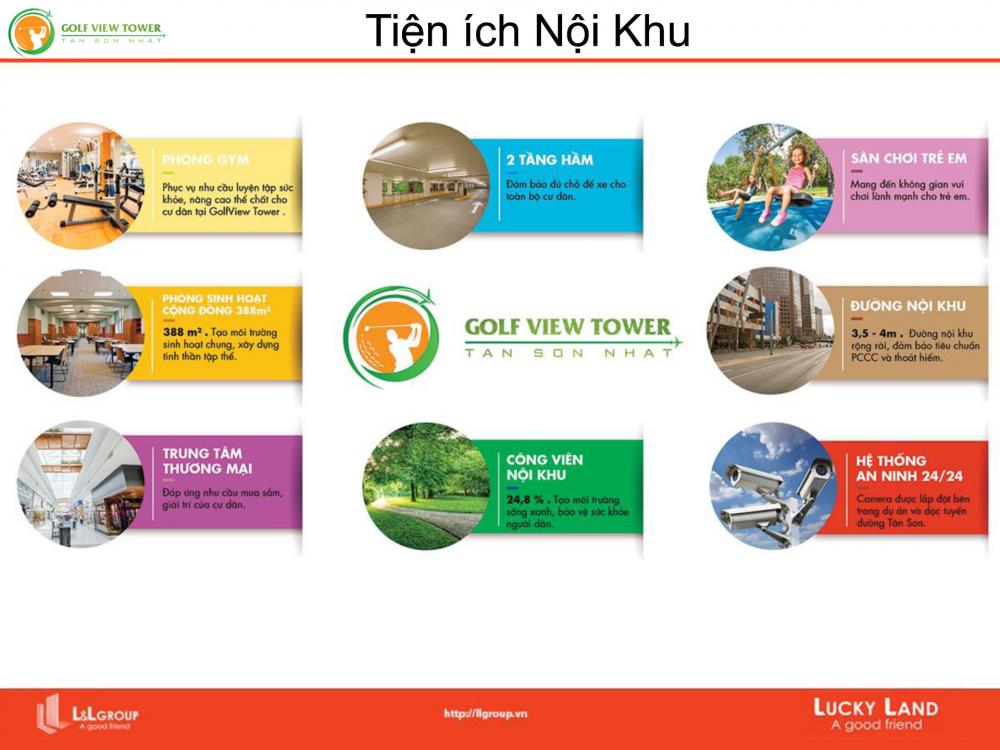 GOLF VIEW TOWER
TAN SON NHAT
Tiện ích Nội Khu
PHÒNG GYM
Phục vụ nhu cầu luyện tập sức
khỏe, nâng cao thể chất cho
cư dân tại GolfView Tower .
2 TẦNG HẦM
Đảm bảo đủ chỗ để xe cho
toàn bộ cư dân.
SÂN CHƠI TRẺ EM
Mang đến không gian vui
chơi lành mạnh cho trẻ em.
PHÒNG SINH HOẠT
CỘNG ĐỒNG 388m²
388 m² . Tạo môi trường
sinh hoạt chung, xây dựng
tinh thần tập thể.
GOLF VIEW TOWER
TAN SON NHAT
ĐƯỜNG NỘI KHU
3,5 - 4m . Đường nội khu
rộng rãi, đảm bảo tiêu chuẩn
PCCC và thoát hiểm.
TRUNG TÂM
THƯƠNG MẠI
Đáp ứng nhu cầu mua sắm,
giải trí của cư dân.
CÔNG VIÊN
NỘI KHU
24,8 % . Tạo môi trường
sống xanh, bảo vệ sức khỏe
người dân.
HỆ THỐNG
AN NINH 24/24
Camera được lắp đặt bên
trong dự án và dọc tuyến
đường Tân Sơn.
L&LGROUP
A good friend
http://llgroup.vn
LUCKY LAND
A good friend